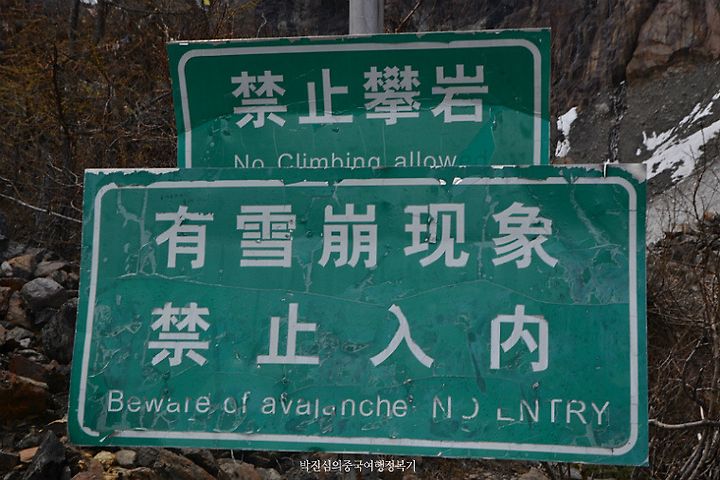 禁止攀岩
No Climbing allow
有雪崩现象
禁止入内
Beware of avalanche NO ENTRY
박진심의중국여행정복기